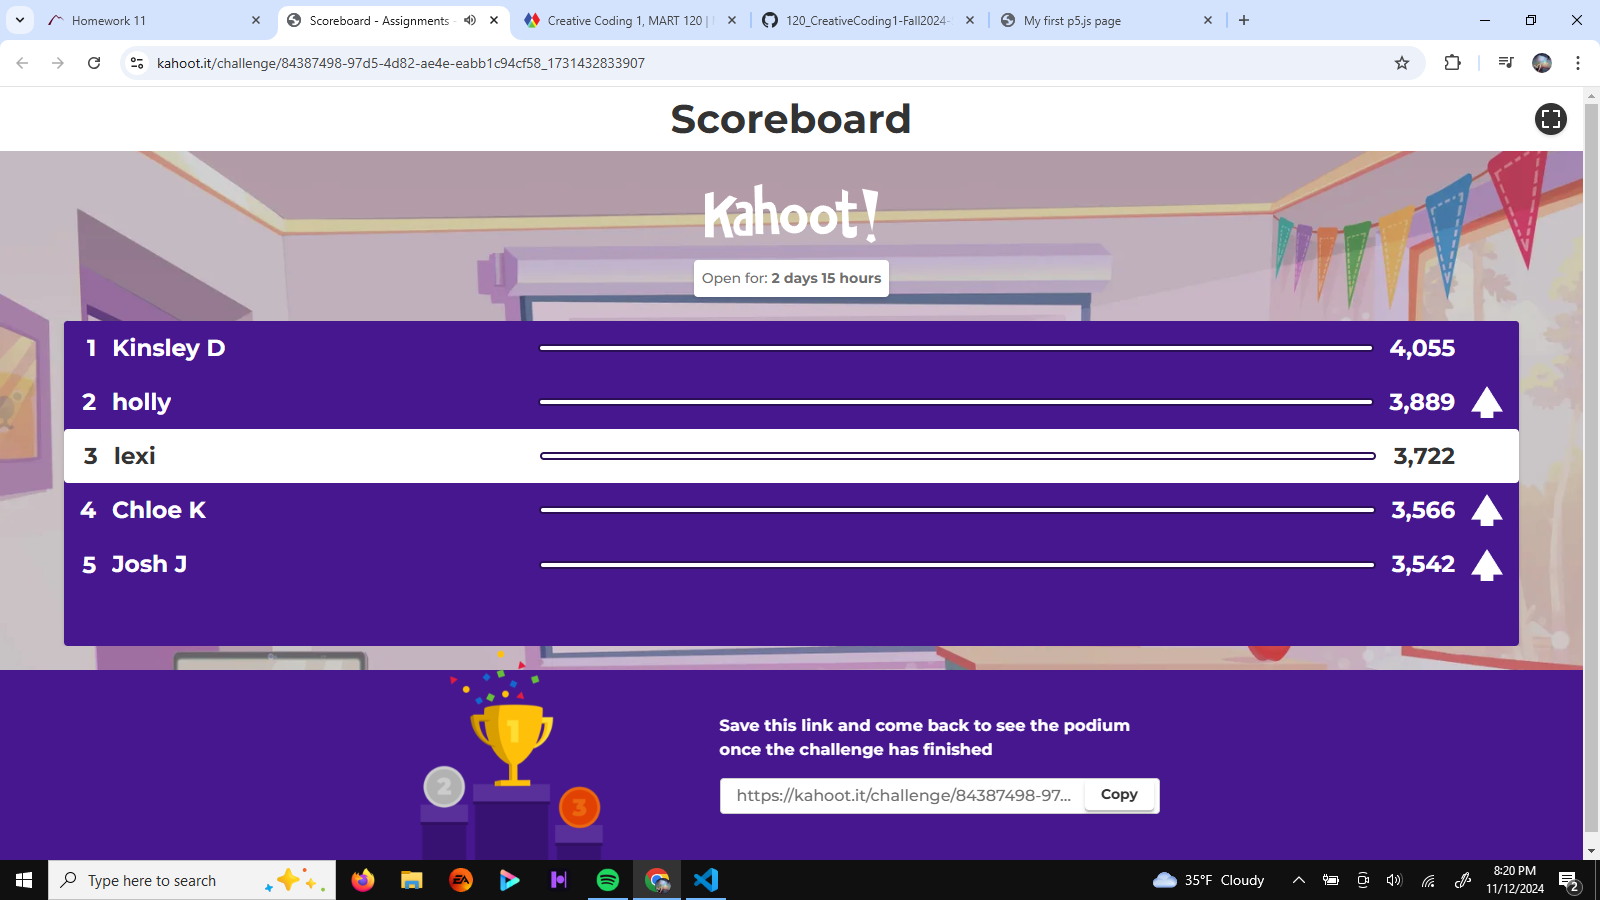 Homework 11
Scoreboard - Assignments -
Creative Coding 1, MART 120 |
120_CreativeCoding1-Fall2024-
My first p5.js page
kahoot.it/challenge/84387498-97d5-4d82-ae4e-eabb1c94cf58_1731432833907
Scoreboard
Kahoot!
Open for: 2 days 15 hours
1 Kinsley D 4,055
2 holly 3,889
3 lexi 3,722
4 Chloe K 3,566
5 Josh J 3,542
1
2
3
Save this link and come back to see the podium
once the challenge has finished
https://kahoot.it/challenge/84387498-97... Copy
Type here to search
EA
35°F Cloudy
8:20 PM
11/12/2024
2